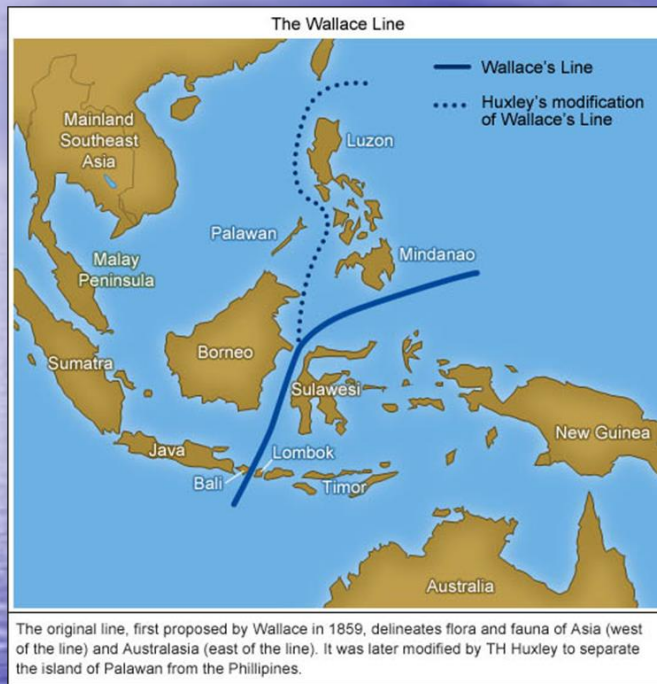 The Wallace Line
Wallace's Line
Huxley's modification
of Wallace's Line
Mainland
Southeast
Asia
Luzon
Palawan
Mindanao
Malay
Peninsula
Borneo
Sumatra
Sulawesi
New Guinea
Java
Lombok
Bali
Timor
Australia
The original line, first proposed by Wallace in 1859, delineates flora and fauna of Asia (west
of the line) and Australasia (east of the line). It was later modified by TH Huxley to separate
the island of Palawan from the Phillipines.